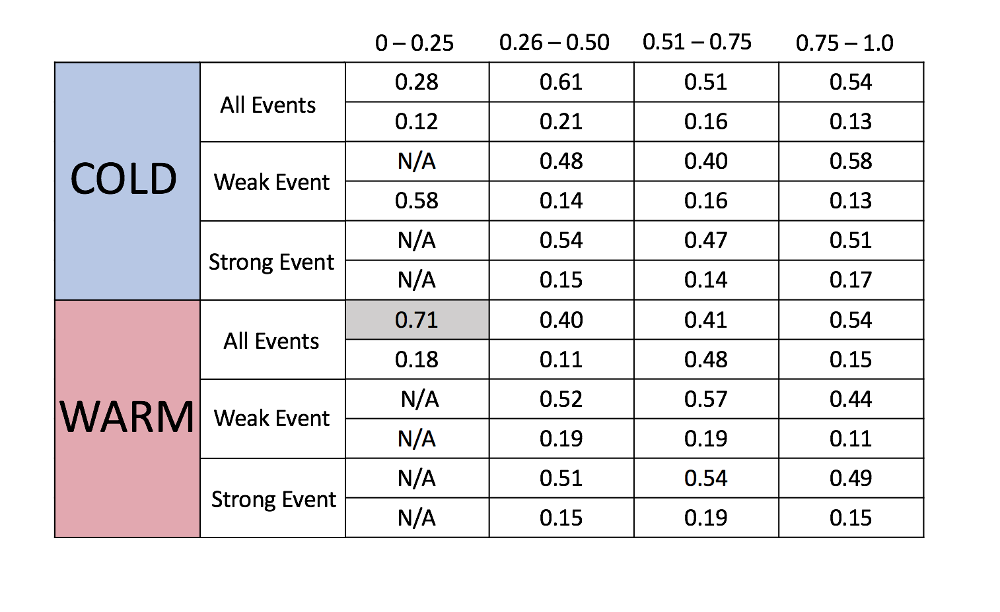 0 – 0.25 0.26 – 0.50 0.51 – 0.75 0.75 – 1.0
COLD
All Events
0.28 0.61 0.51 0.54
0.12 0.21 0.16 0.13
Weak Event
N/A 0.48 0.40 0.58
0.58 0.14 0.16 0.13
Strong Event
N/A 0.54 0.47 0.51
N/A 0.15 0.14 0.17
WARM
All Events
0.71 0.40 0.41 0.54
0.18 0.11 0.48 0.15
Weak Event
N/A 0.52 0.57 0.44
N/A 0.19 0.19 0.11
Strong Event
N/A 0.51 0.54 0.49
N/A 0.15 0.19 0.15